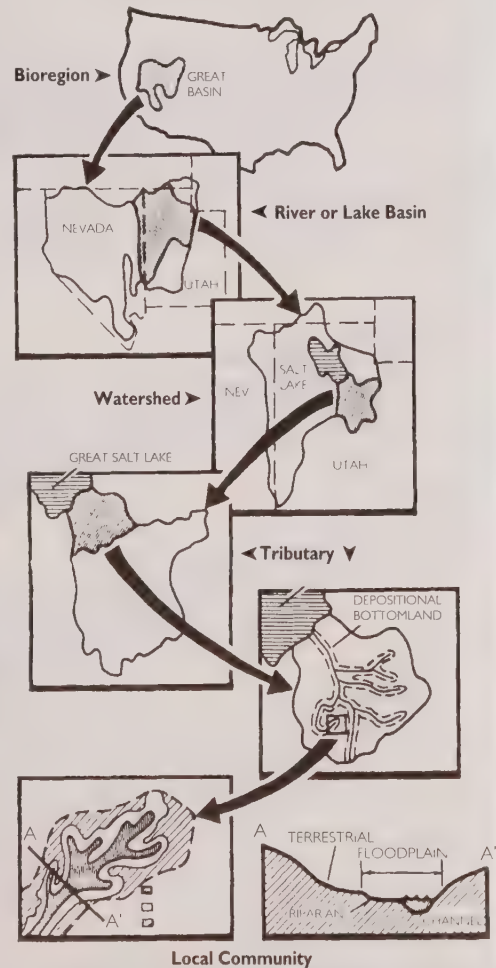 Bioregion
GREAT
BASIN
NEVADA
UTAH
River or Lake Basin
Watershed
NEV
SALT
LAKE
UTAH
GREAT SALT LAKE
Tributary
DEPOSITIONAL
BOTTOMLAND
A
A'
A
TERRESTRIAL
FLOODPLAIN
A'
RIPARIAN
CHANNEL
Local Community